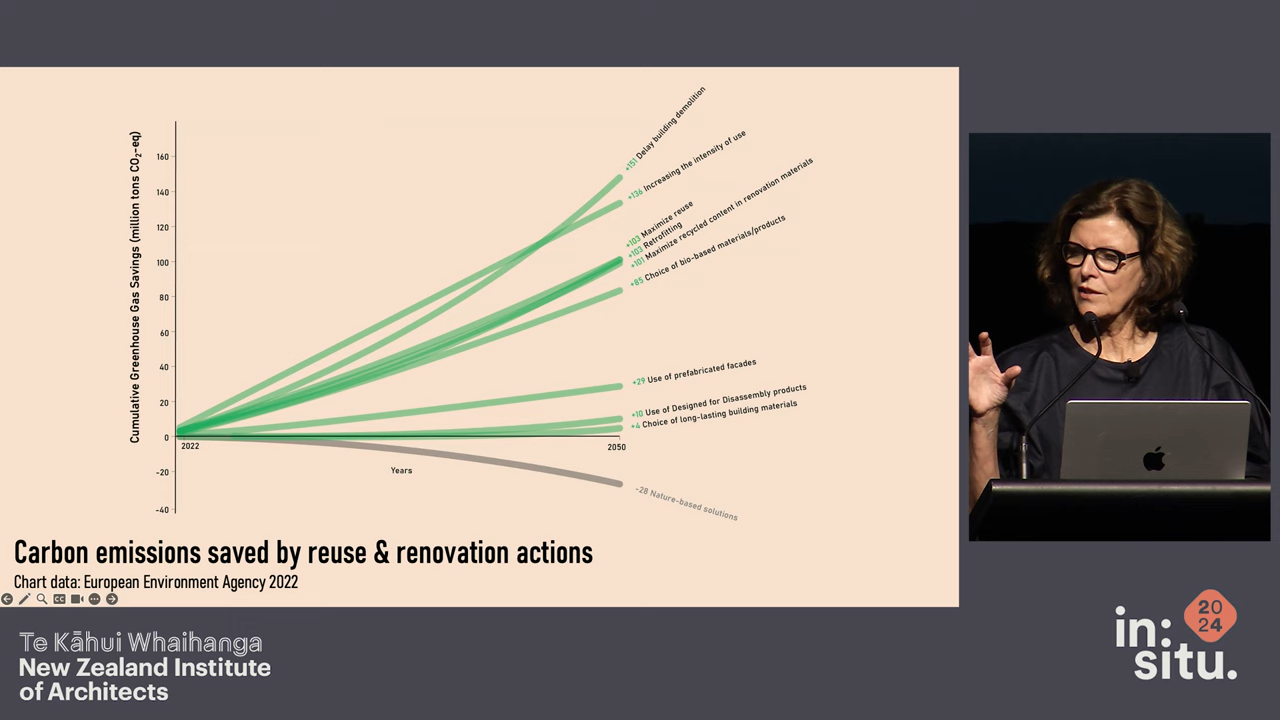 Cumulative Greenhouse Gas Savings (million tons CO₂-eq)
160
140
120
100
80
60
40
20
0
-20
-40
2022
2050
Years
+151 Delay building demolition
+136 Increasing the intensity of use
+103 Maximize reuse
+103 Retrofitting
+101 Maximize recycled content in renovation materials
+85 Choice of bio-based materials/products
+29 Use of prefabricated facades
+10 Use of Designed for Disassembly products
+4 Choice of long-lasting building materials
-28 Nature-based solutions
Carbon emissions saved by reuse & renovation actions
Chart data: European Environment Agency 2022
CC
Te Kāhui Whaihanga
New Zealand Institute
of Architects
in:
situ.
20
24